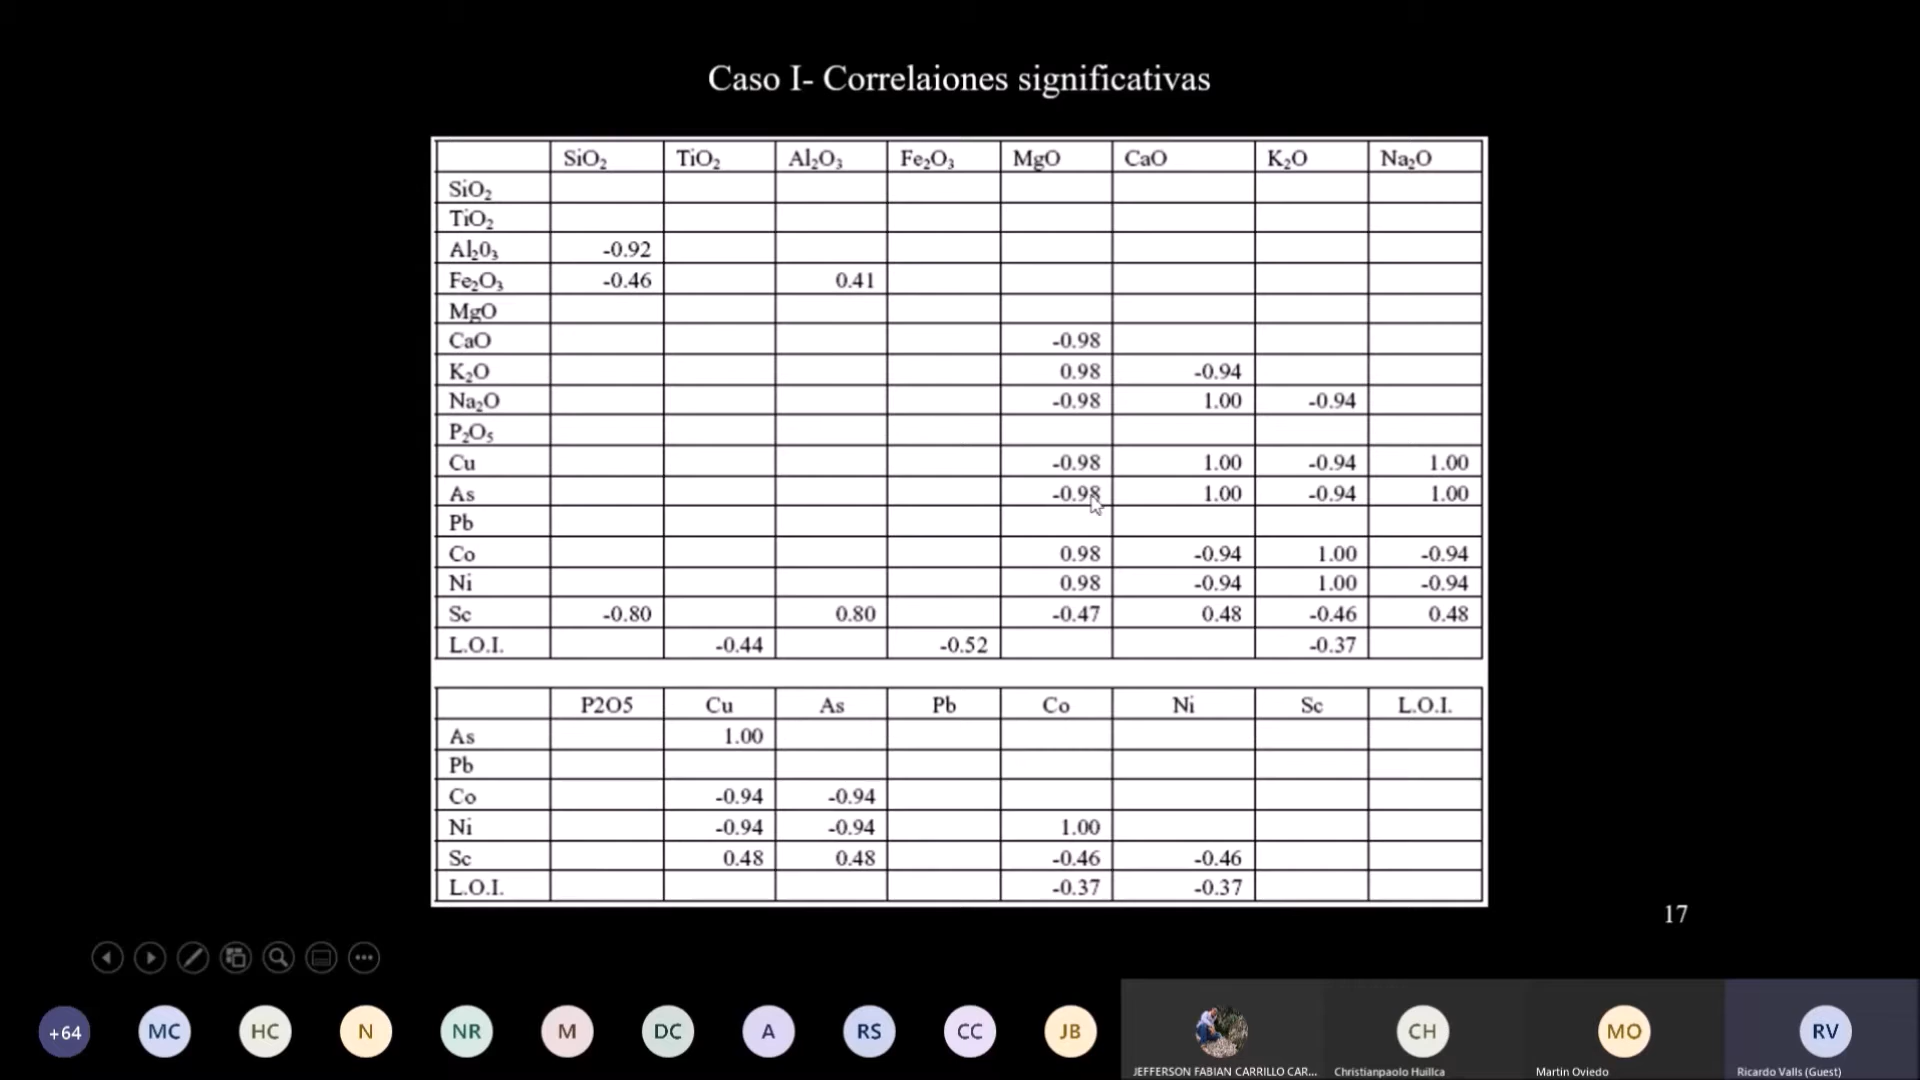 Caso I- Correlaiones significativas
SiO₂ TiO₂ Al₂O₃ Fe₂O₃ MgO CaO K₂O Na₂O
SiO₂
TiO₂
Al₂0₃ -0.92
Fe₂O₃ -0.46 0.41
MgO
CaO -0.98
K₂O 0.98 -0.94
Na₂O -0.98 1.00 -0.94
P₂O₅
Cu -0.98 1.00 -0.94 1.00
As -0.98 1.00 -0.94 1.00
Pb
Co 0.98 -0.94 1.00 -0.94
Ni 0.98 -0.94 1.00 -0.94
Sc -0.80 0.80 -0.47 0.48 -0.46 0.48
L.O.I. -0.44 -0.52 -0.37
P2O5 Cu As Pb Co Ni Sc L.O.I.
As 1.00
Pb
Co -0.94 -0.94
Ni -0.94 -0.94 1.00
Sc 0.48 0.48 -0.46 -0.46
L.O.I. -0.37 -0.37
17
+64 MC HC N NR M DC A RS CC JB CH MO RV
JEFFERSON FABIAN CARRILLO CAR... Christianpaolo Huillca Martin Oviedo Ricardo Valls (Guest)